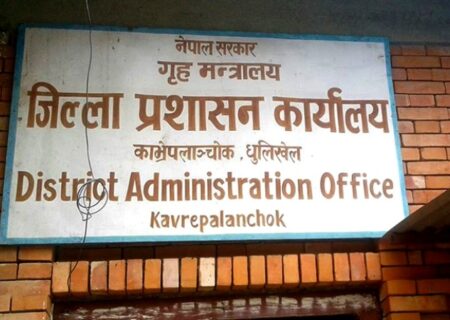 नेपाल सरकार
गृह मन्त्रालय
जिल्ला प्रशासन कार्यालय
काभ्रेपलाञ्चोक, धुलिखेल
District Administration Office
Kavrepalanchok